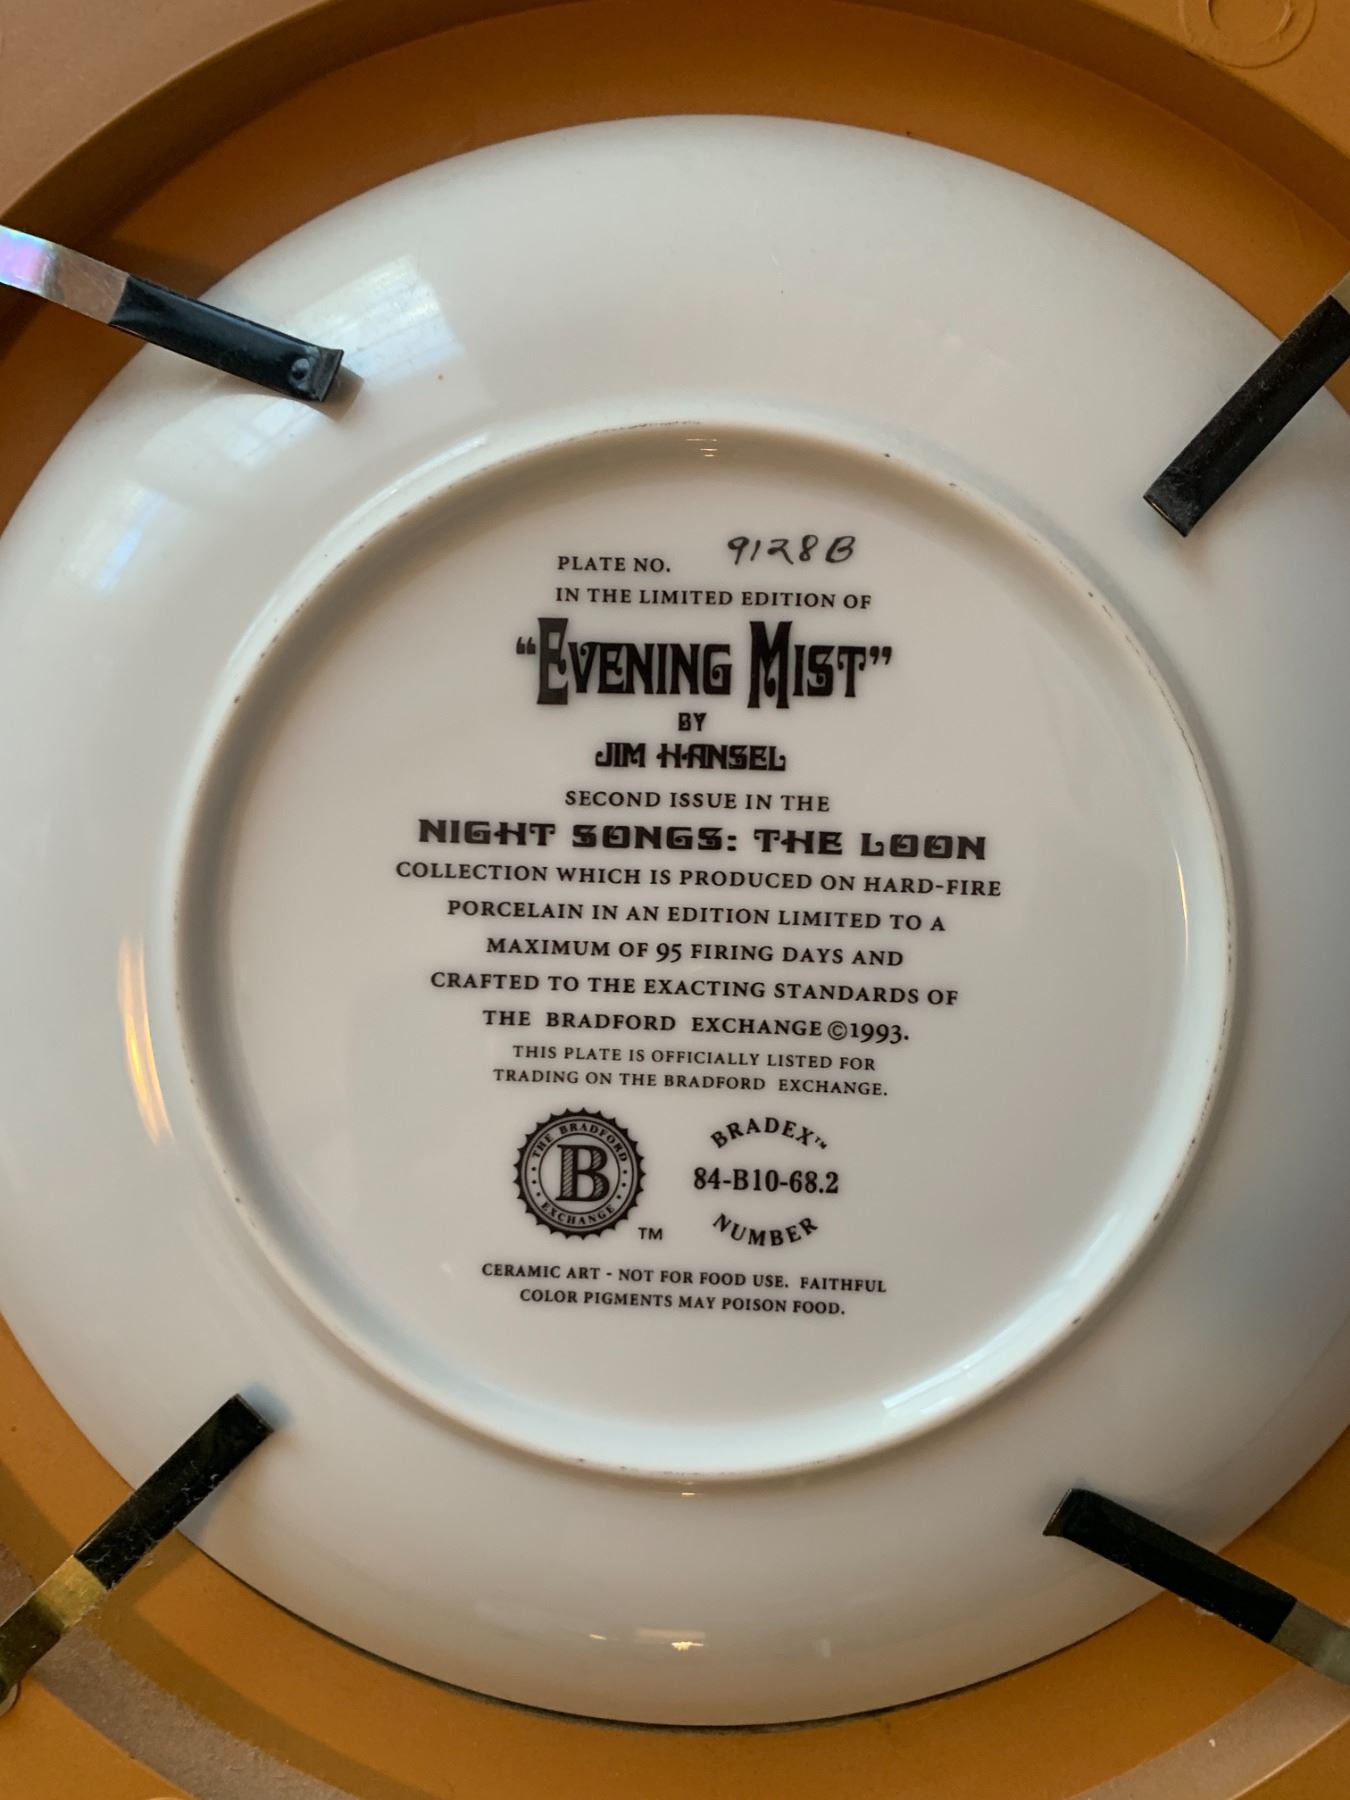 PLATE NO. 9128B
IN THE LIMITED EDITION OF
“EVENING MIST”
BY
JIM HANSEL
SECOND ISSUE IN THE
NIGHT SONGS: THE LOON
COLLECTION WHICH IS PRODUCED ON HARD-FIRE
PORCELAIN IN AN EDITION LIMITED TO A
MAXIMUM OF 95 FIRING DAYS AND
CRAFTED TO THE EXACTING STANDARDS OF
THE BRADFORD EXCHANGE ©1993.
THIS PLATE IS OFFICIALLY LISTED FOR
TRADING ON THE BRADFORD EXCHANGE.
THE BRADFORD
B
EXCHANGE
TM
BRADEX™
84-B10-68.2
NUMBER
CERAMIC ART - NOT FOR FOOD USE. FAITHFUL
COLOR PIGMENTS MAY POISON FOOD.